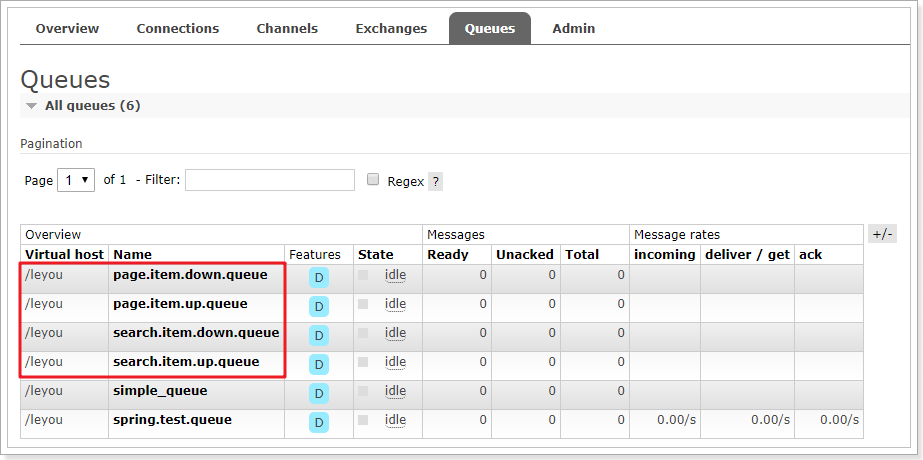 Overview Connections Channels Exchanges Queues Admin
Queues
All queues (6)
Pagination
Page 1 of 1 - Filter: Regex ?
Overview Messages Message rates +/-
Virtual host Name Features State Ready Unacked Total incoming deliver / get ack
/leyou page.item.down.queue D idle 0 0 0
/leyou page.item.up.queue D idle 0 0 0
/leyou search.item.down.queue D idle 0 0 0
/leyou search.item.up.queue D idle 0 0 0
/leyou simple_queue D idle 0 0 0
/leyou spring.test.queue D idle 0 0 0 0.00/s 0.00/s 0.00/s